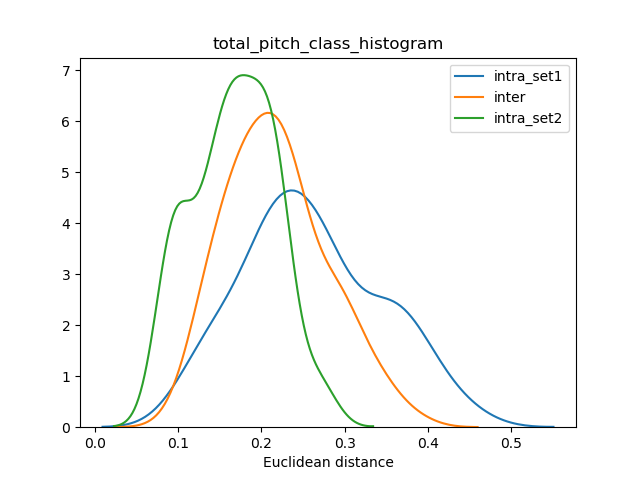 total_pitch_class_histogram
intra_set1
inter
intra_set2
7
6
5
4
3
2
1
0
0.0 0.1 0.2 0.3 0.4 0.5
Euclidean distance